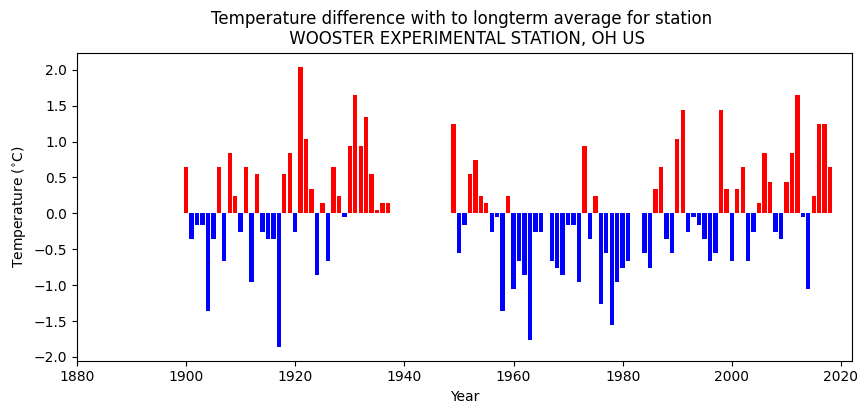 Temperature difference with to longterm average for station
WOOSTER EXPERIMENTAL STATION, OH US
2.0
1.5
1.0
0.5
0.0
−0.5
−1.0
−1.5
−2.0
Temperature (°C)
1880 1900 1920 1940 1960 1980 2000 2020
Year